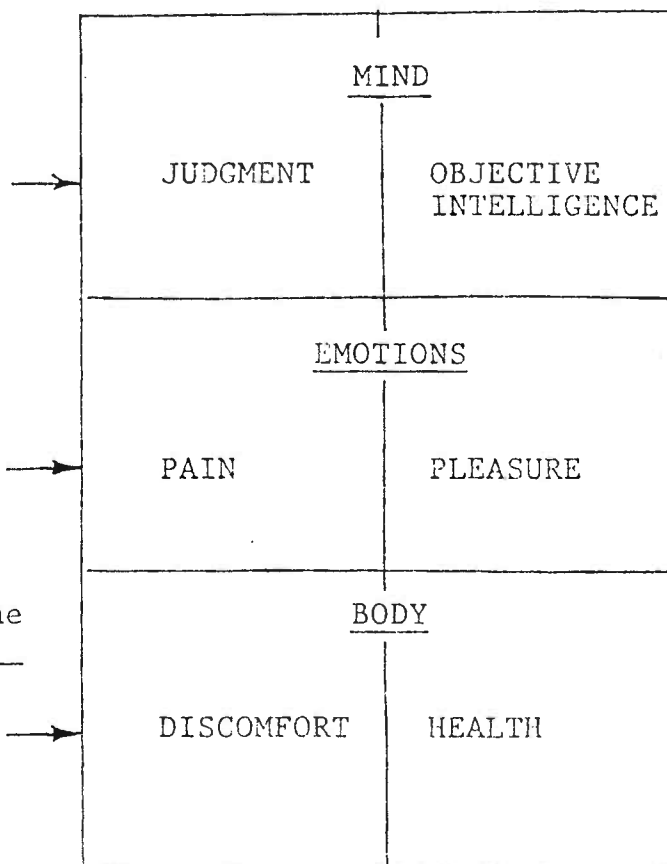 MIND
JUDGMENT OBJECTIVE
INTELLIGENCE
EMOTIONS
PAIN PLEASURE
BODY
DISCOMFORT HEALTH